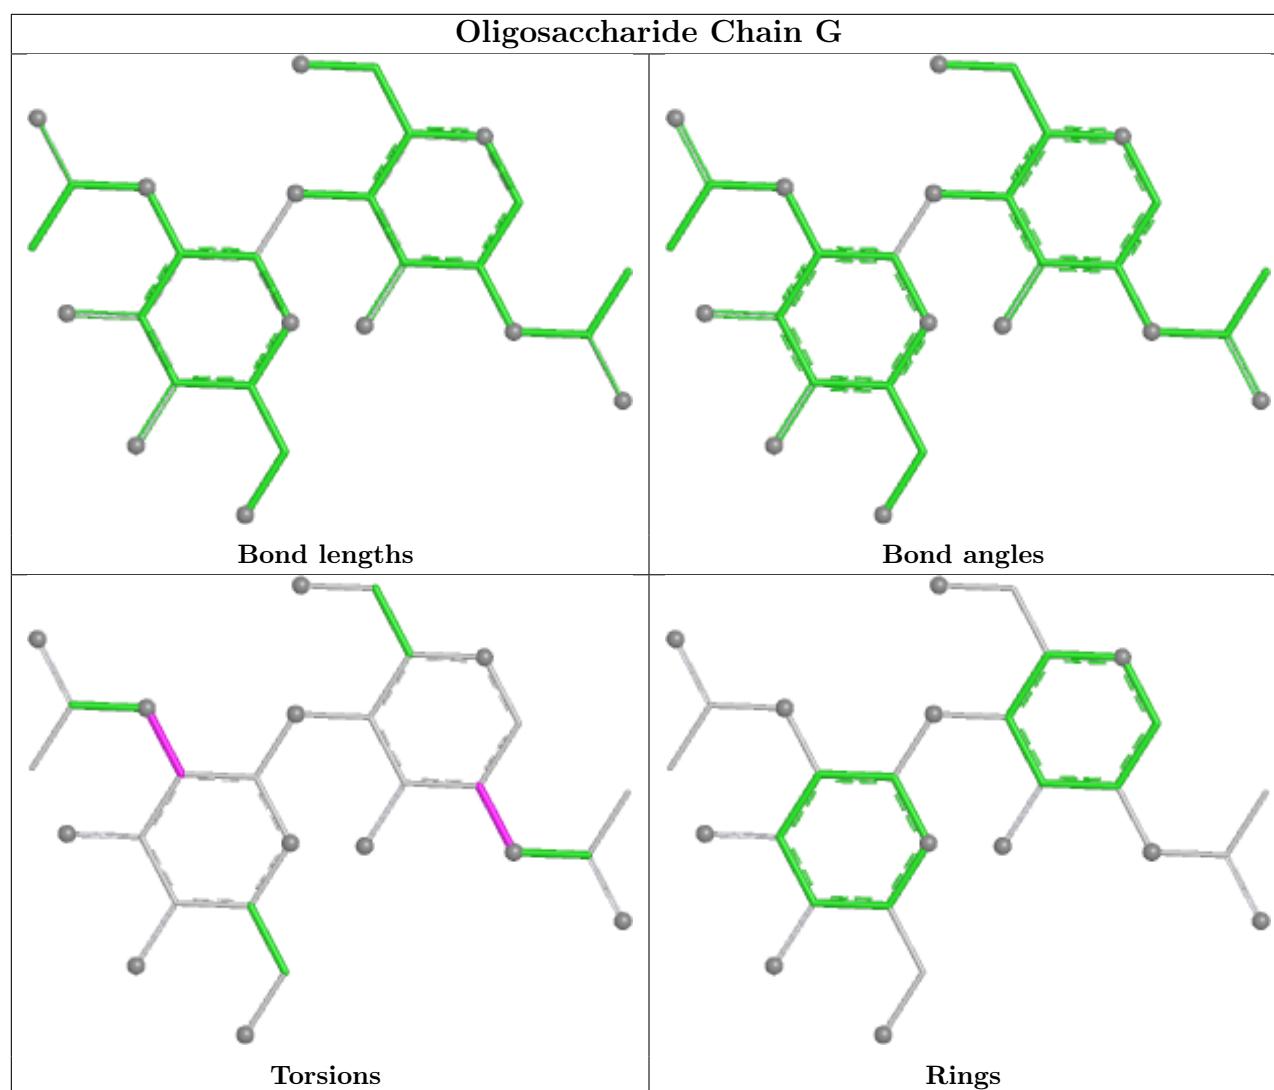 Oligosaccharide Chain G
Bond lengths
Bond angles
Torsions
Rings